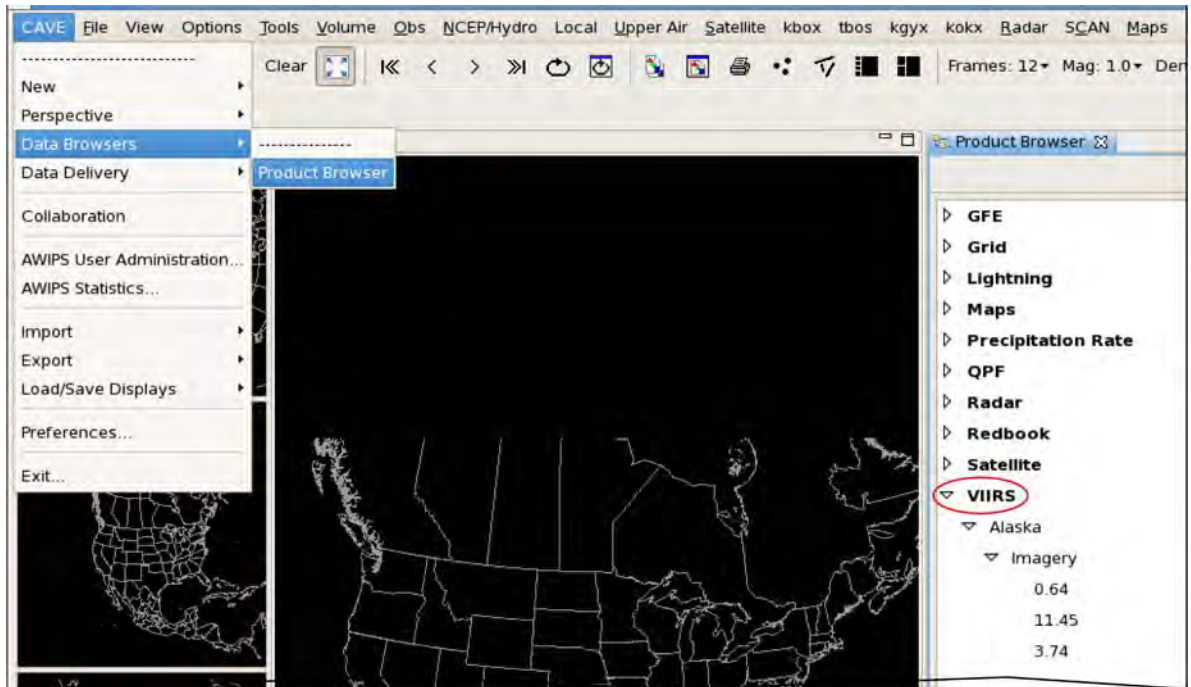 CAVE File View Options Tools Volume Obs NCEP/Hydro Local Upper Air Satellite kbox tbos kgyx kokx Radar SCAN Maps
Clear Frames: 12 Mag: 1.0 Den
New
Perspective
Data Browsers
Product Browser
Data Delivery
Collaboration
AWIPS User Administration...
AWIPS Statistics...
Import
Export
Load/Save Displays
Preferences...
Exit...
Product Browser
GFE
Grid
Lightning
Maps
Precipitation Rate
QPF
Radar
Redbook
Satellite
VIIRS
Alaska
Imagery
0.64
11.45
3.74